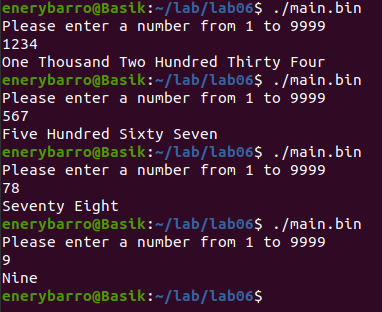 enerybarro@Basik:~/lab/lab06$ ./main.bin
Please enter a number from 1 to 9999
1234
One Thousand Two Hundred Thirty Four
enerybarro@Basik:~/lab/lab06$ ./main.bin
Please enter a number from 1 to 9999
567
Five Hundred Sixty Seven
enerybarro@Basik:~/lab/lab06$ ./main.bin
Please enter a number from 1 to 9999
78
Seventy Eight
enerybarro@Basik:~/lab/lab06$ ./main.bin
Please enter a number from 1 to 9999
9
Nine
enerybarro@Basik:~/lab/lab06$